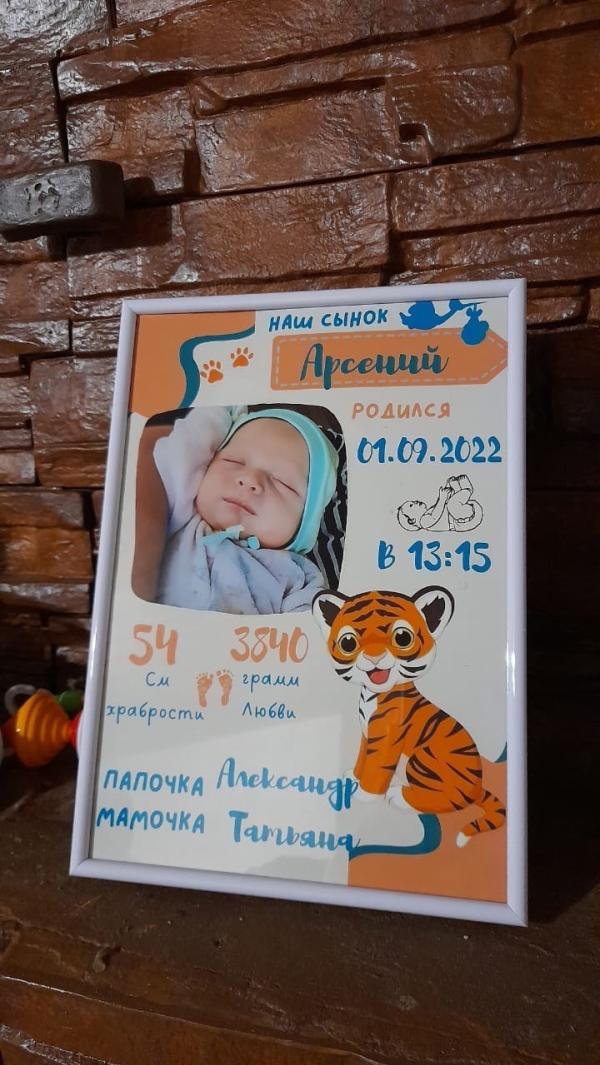 НАШ СЫНОК
Арсений
РОДИЛСЯ
01.09.2022
В 13:15
54 3840
См грамм
храбрости Любви
ПАПОЧКА Александр
МАМОЧКА Татьяна